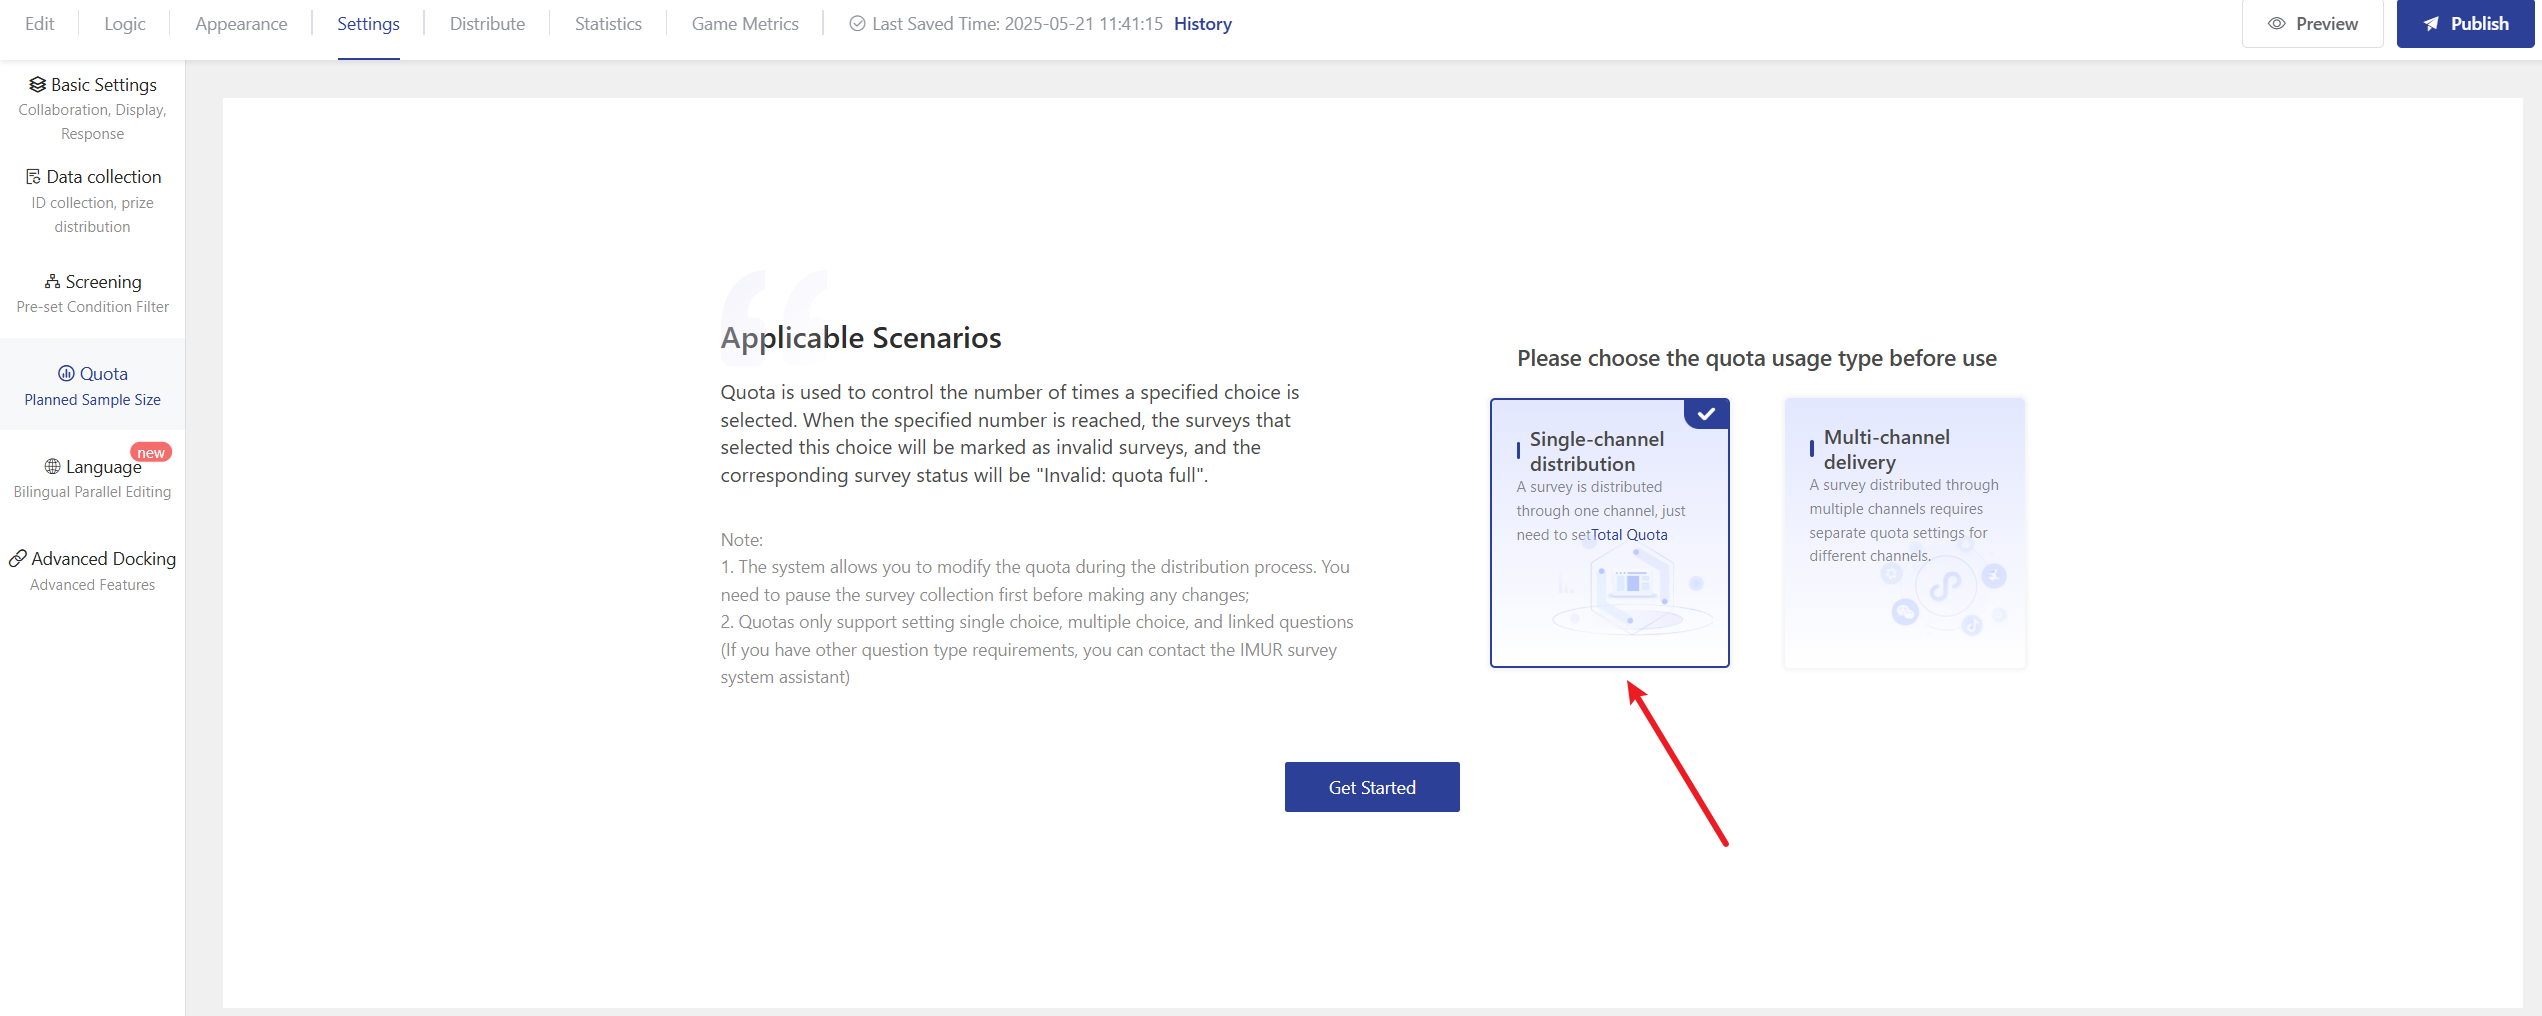 Edit
Logic
Appearance
Settings
Distribute
Statistics
Game Metrics
Last Saved Time: 2025-05-21 11:41:15 History
Preview
Publish
Basic Settings
Collaboration, Display,
Response
Data collection
ID collection, prize
distribution
Screening
Pre-set Condition Filter
Quota
Planned Sample Size
new
Language
Bilingual Parallel Editing
Advanced Docking
Advanced Features
Applicable Scenarios
Quota is used to control the number of times a specified choice is
selected. When the specified number is reached, the surveys that
selected this choice will be marked as invalid surveys, and the
corresponding survey status will be "Invalid: quota full".
Note:
1. The system allows you to modify the quota during the distribution process. You
need to pause the survey collection first before making any changes;
2. Quotas only support setting single choice, multiple choice, and linked questions
(If you have other question type requirements, you can contact the IMUR survey
system assistant)
Please choose the quota usage type before use
Single-channel
distribution
A survey is distributed
through one channel, just
need to setTotal Quota
Multi-channel
delivery
A survey distributed through
multiple channels requires
separate quota settings for
different channels.
Get Started